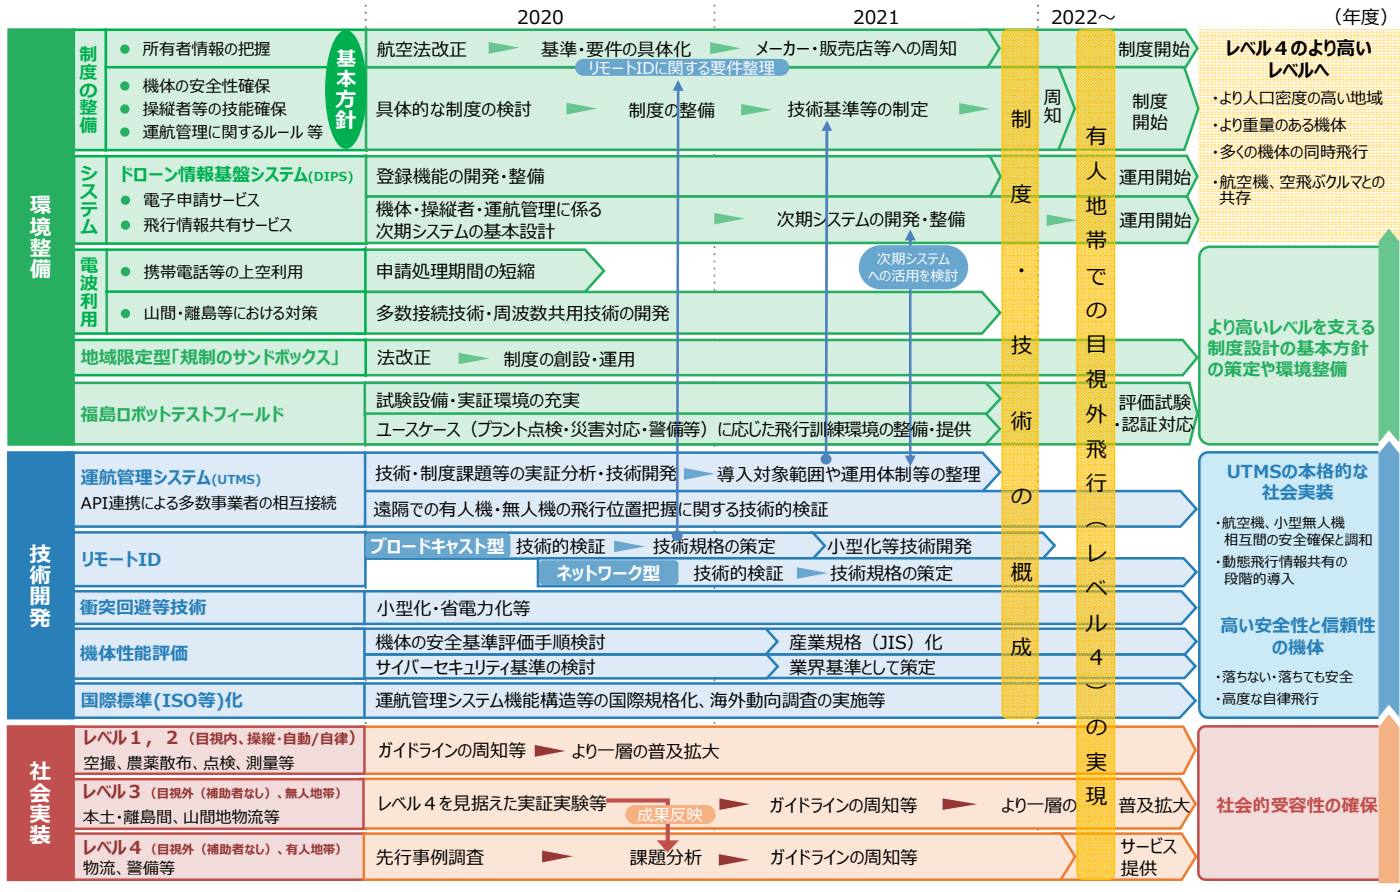 2020
2021
2022～
(年度)
環境整備
制度の整備
● 所有者情報の把握
● 機体の安全性確保
● 操縦者等の技能確保
● 運航管理に関するルール 等
基本方針
航空法改正
基準・要件の具体化
メーカー・販売店等への周知
制度開始
リモートIDに関する要件整理
具体的な制度の検討
制度の整備
技術基準等の制定
周知
制度
開始
システム
ドローン情報基盤システム(DIPS)
● 電子申請サービス
● 飛行情報共有サービス
登録機能の開発・整備
運用開始
機体・操縦者・運航管理に係る
次期システムの基本設計
次期システムの開発・整備
運用開始
次期システム
への活用を検討
電波利用
● 携帯電話等の上空利用
申請処理期間の短縮
● 山間・離島等における対策
多数接続技術・周波数共用技術の開発
地域限定型「規制のサンドボックス」
法改正
制度の創設・運用
福島ロボットテストフィールド
試験設備・実証環境の充実
ユースケース（プラント点検・災害対応・警備等）に応じた飛行訓練環境の整備・提供
評価試験
・認証対応
技術開発
運航管理システム(UTMS)
API連携による多数事業者の相互接続
技術・制度課題等の実証分析・技術開発
導入対象範囲や運用体制等の整理
遠隔での有人機・無人機の飛行位置把握に関する技術的検証
リモートID
ブロードキャスト型
技術的検証
技術規格の策定
小型化等技術開発
ネットワーク型
技術的検証
技術規格の策定
衝突回避等技術
小型化・省電力化等
機体性能評価
機体の安全基準評価手順検討
産業規格（JIS）化
サイバーセキュリティ基準の検討
業界基準として策定
国際標準(ISO等)化
運航管理システム機能構造等の国際規格化、海外動向調査の実施等
社会実装
レベル１，２（目視内、操縦・自動/自律）
空撮、農薬散布、点検、測量等
ガイドラインの周知等
より一層の普及拡大
レベル３（目視外（補助者なし）、無人地帯）
本土・離島間、山間地物流等
レベル４を見据えた実証実験等
ガイドラインの周知等
より一層の
普及拡大
成果反映
レベル４（目視外（補助者なし）、有人地帯）
物流、警備等
先行事例調査
課題分析
ガイドラインの周知等
サービス
提供
制度・技術の概成
有人地帯での目視外飛行（レベル４）の実現
レベル４のより高い
レベルへ
・より人口密度の高い地域
・より重量のある機体
・多くの機体の同時飛行
・航空機、空飛ぶクルマとの
共存
より高いレベルを支える
制度設計の基本方針
の策定や環境整備
UTMSの本格的な
社会実装
・航空機、小型無人機
相互間の安全確保と調和
・動態飛行情報共有の
段階的導入
高い安全性と信頼性
の機体
・落ちない・落ちても安全
・高度な自律飛行
社会的受容性の確保